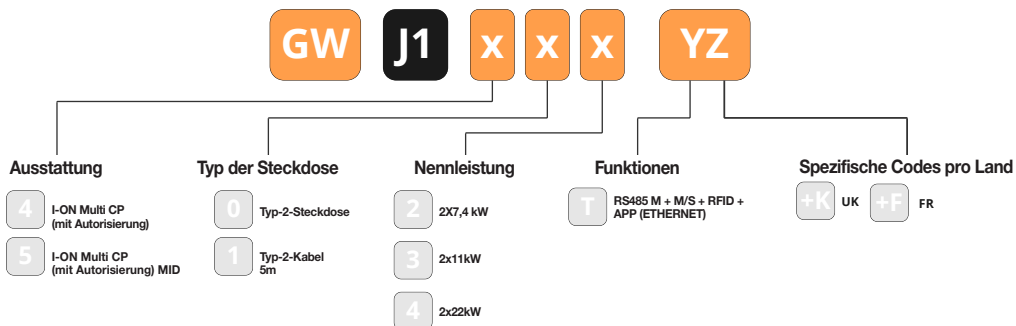 GW J1 x x x YZ
Ausstattung
4 I-ON Multi CP
(mit Autorisierung)
5 I-ON Multi CP
(mit Autorisierung) MID
Typ der Steckdose
0 Typ-2-Steckdose
1 Typ-2-Kabel
5m
Nennleistung
2 2X7,4 kW
3 2x11kW
4 2x22kW
Funktionen
T RS485 M + M/S + RFID +
APP (ETHERNET)
Spezifische Codes pro Land
+K UK +F FR